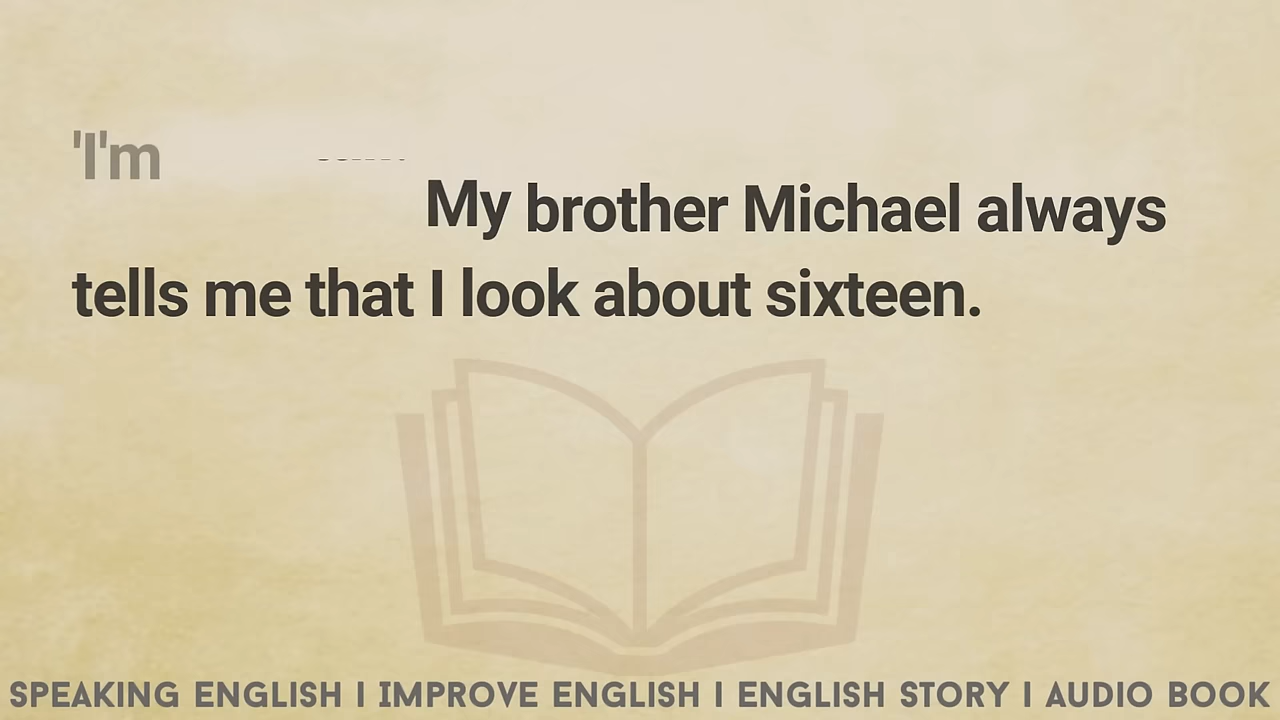 'I'm
My brother Michael always
tells me that I look about sixteen.
SPEAKING ENGLISH I IMPROVE ENGLISH I ENGLISH STORY I AUDIO BOOK